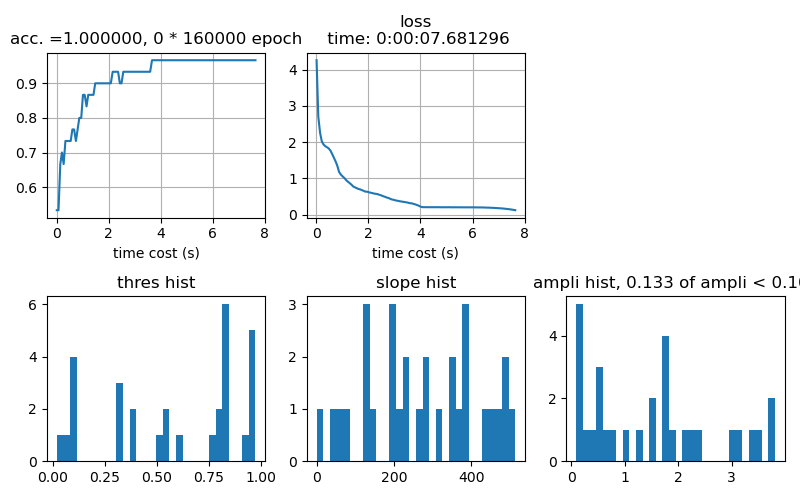 acc. =1.000000, 0 * 160000 epoch
0.9
0.8
0.7
0.6
0 2 4 6 8
time cost (s)
loss
time: 0:00:07.681296
4
3
2
1
0
0 2 4 6 8
time cost (s)
thres hist
6
4
2
0
0.00 0.25 0.50 0.75 1.00
slope hist
3
2
1
0
0 200 400
ampli hist, 0.133 of ampli < 0.10
4
2
0
0 1 2 3